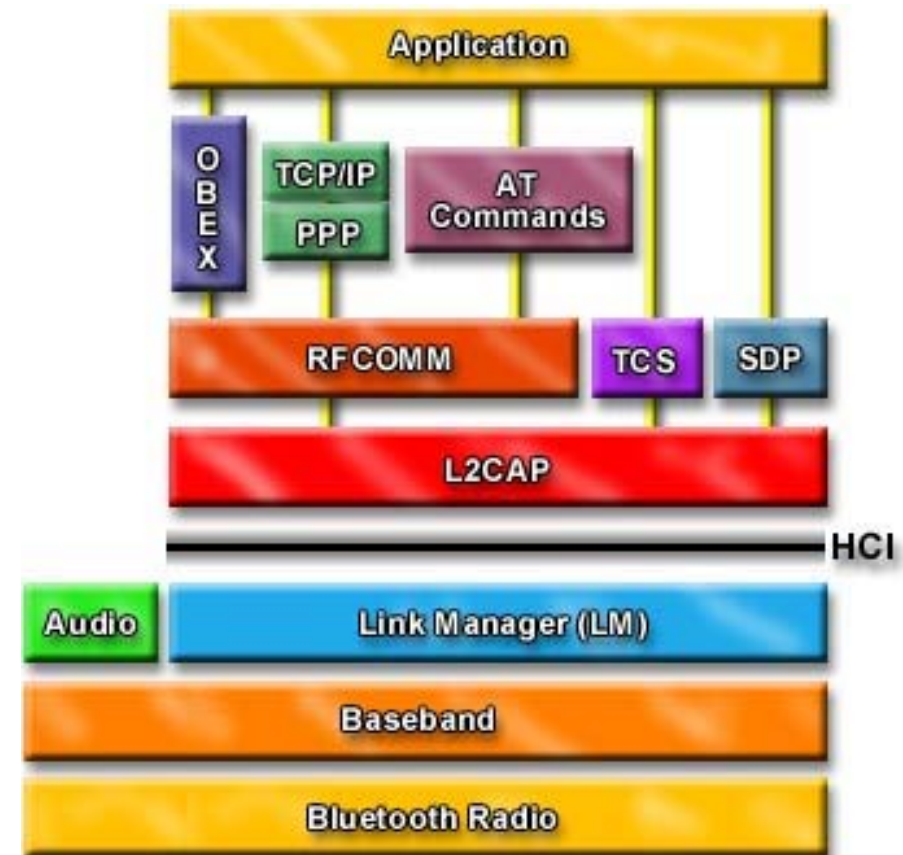 Application
OBEX
TCP/IP
PPP
AT
Commands
RFCOMM
TCS
SDP
L2CAP
HCI
Audio
Link Manager (LM)
Baseband
Bluetooth Radio